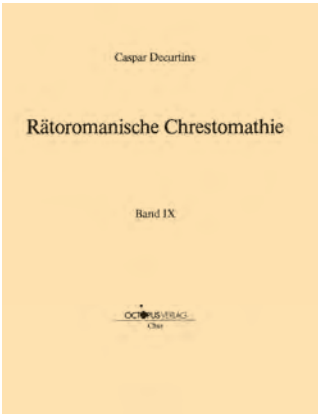 Caspar Decurtins
Rätoromanische Chrestomathie
Band IX
OCTOPUS VERLAG
Chur